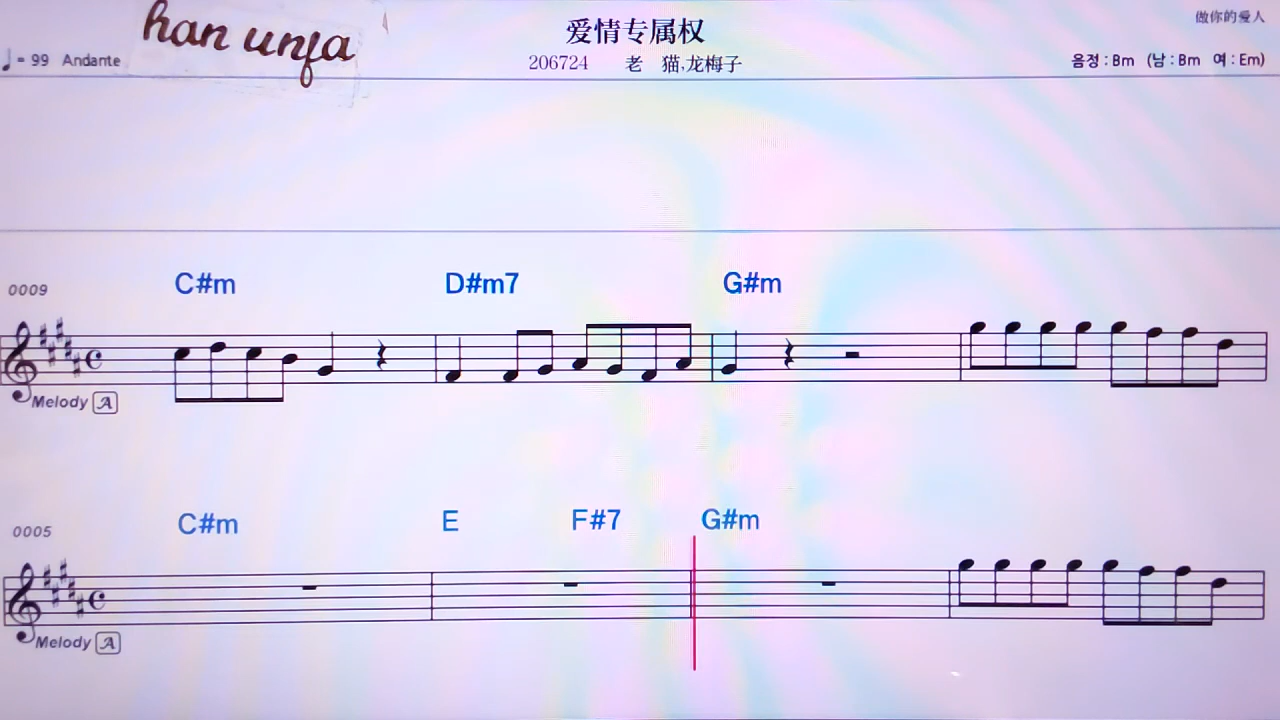 han unja
爱情专属权
做你的爱人
♩= 99 Andante
206724 老 猫,龙梅子
음정 : Bm (남 : Bm 여 : Em)
C#m D#m7 G#m
0009
Melody A
C#m E F#7 G#m
0005
Melody A